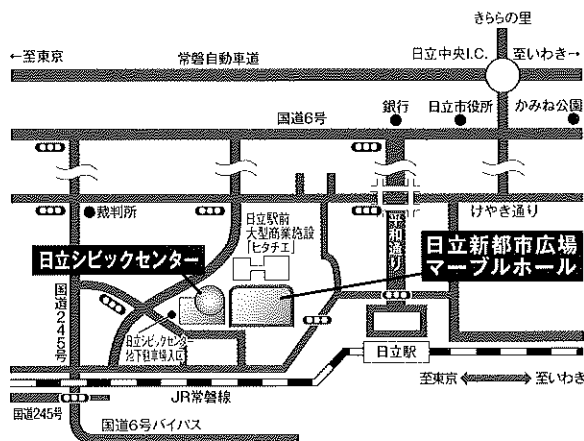 きららの里
←至東京
常磐自動車道
日立中央I.C.
至いわき→
国道6号
銀行
日立市役所
かみね公園
裁判所
日立駅前
大型商業施設
「ヒタチエ」
平和通り
けやき通り
日立シビックセンター
日立新都市広場
マーブルホール
国道245号
日立シビックセンター
地下駐車場入口
日立駅
至東京
至いわき
JR常磐線
国道245号
国道6号バイパス